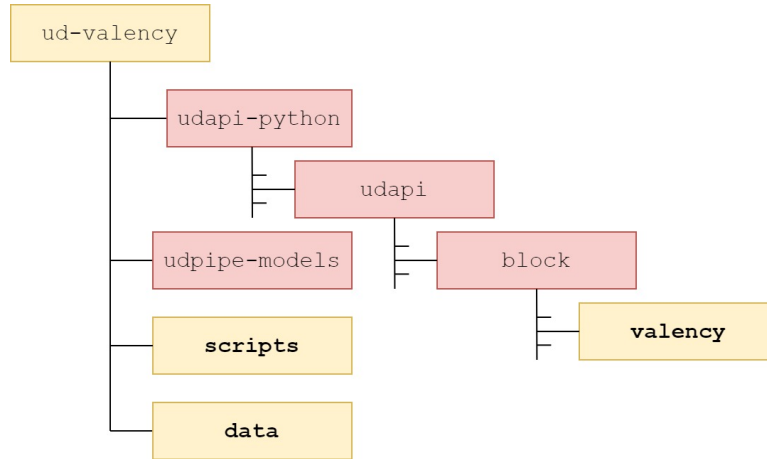 ud-valency
udapi-python
udapi
udpipe-models
block
scripts
valency
data